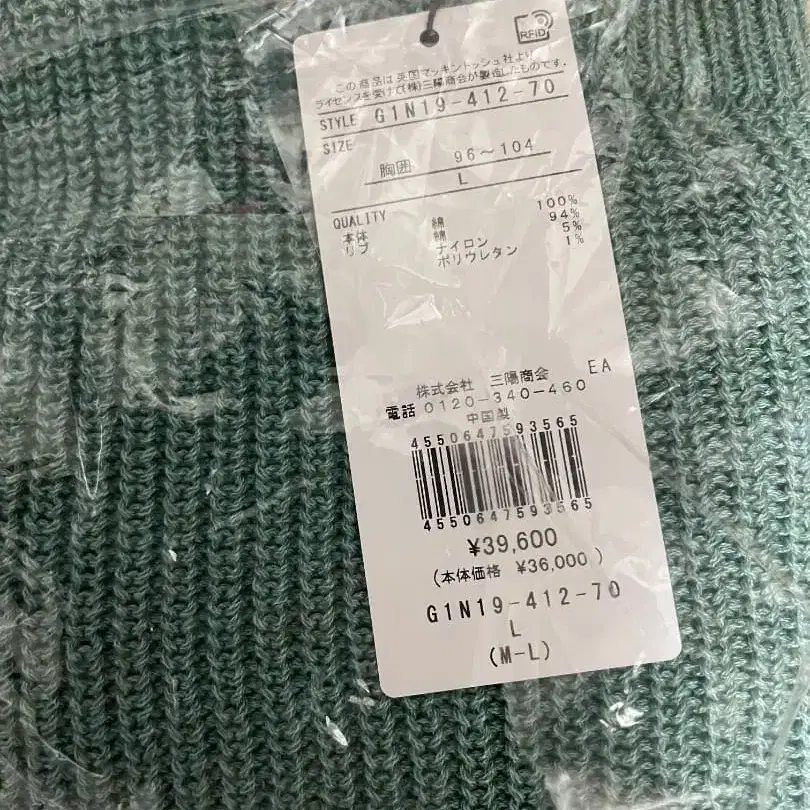 RFID
この商品は英国マッキントッシュ社より
ライセンスを受け(株)三陽商会が製造したものです。
STYLE G1N19-412-70
SIZE
胸囲 96~104
L
QUALITY
本体 綿 100%
リブ 綿 94%
ナイロン 5%
ポリウレタン 1%
株式会社 三陽商会 EA
電話 0120-340-460
中国製
4550647593565
4550647593565
¥39,600
(本体価格 ¥36,000)
G1N19-412-70
L
(M-L)